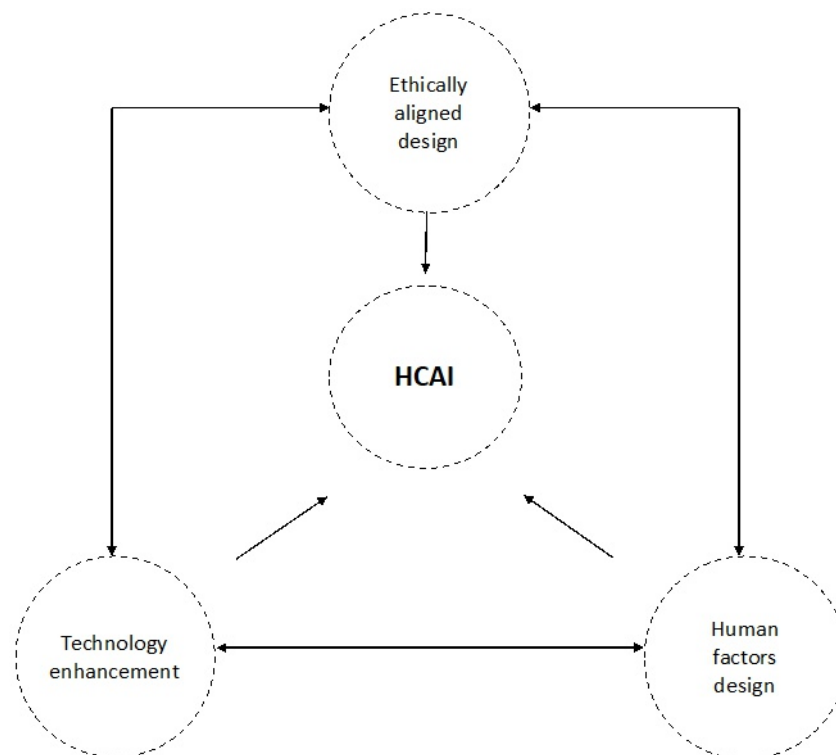 Ethically
aligned
design
HCAI
Technology
enhancement
Human
factors
design